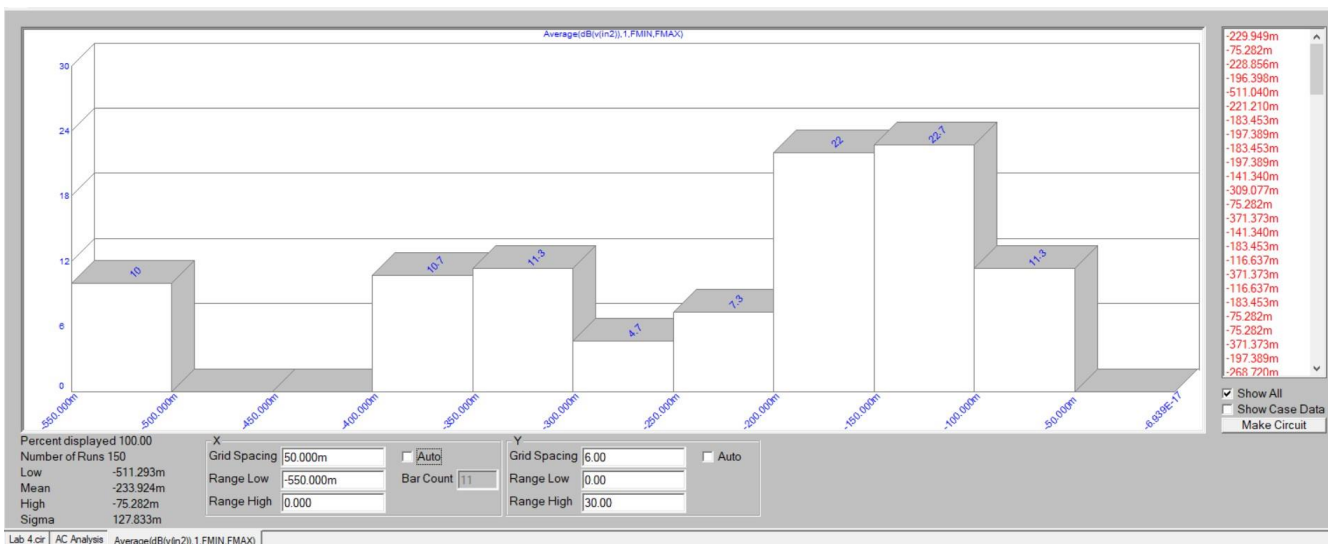 Average(dB(v(in2)),1,FMIN,FMAX)
30
24
18
12
6
0
10
10.7
11.3
4.7
7.3
22
22.7
11.3
-550.000m
-500.000m
-450.000m
-400.000m
-350.000m
-300.000m
-250.000m
-200.000m
-150.000m
-100.000m
-50.000m
-6.939E-17
-229.949m
-75.282m
-228.856m
-196.398m
-511.040m
-221.210m
-183.453m
-197.389m
-183.453m
-197.389m
-141.340m
-309.077m
-75.282m
-371.373m
-141.340m
-183.453m
-116.637m
-371.373m
-116.637m
-183.453m
-75.282m
-75.282m
-371.373m
-197.389m
-268.720m
Show All
Show Case Data
Make Circuit
Percent displayed 100.00
Number of Runs 150
Low -511.293m
Mean -233.924m
High -75.282m
Sigma 127.833m
X
Grid Spacing 50.000m Auto
Range Low -550.000m Bar Count 11
Range High 0.000
Y
Grid Spacing 6.00 Auto
Range Low 0.00
Range High 30.00
Lab 4.cir AC Analysis Average(dB(v(in2)),1,FMIN,FMAX)